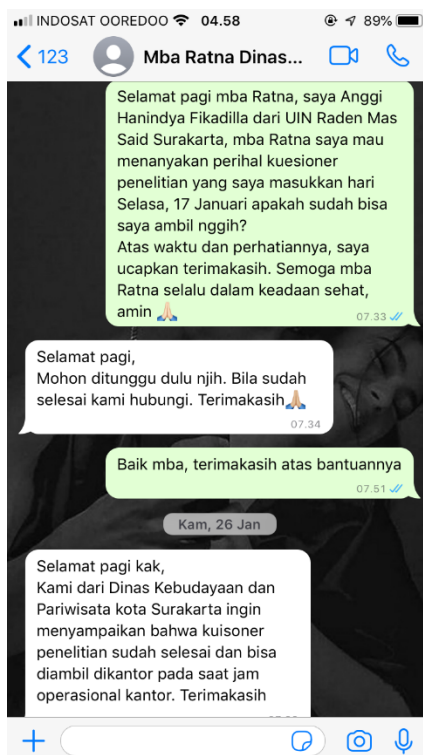 INDOSAT OOREDOO 04.58 89%
123 Mba Ratna Dinas...
Selamat pagi mba Ratna, saya Anggi
Hanindya Fikadilla dari UIN Raden Mas
Said Surakarta, mba Ratna saya mau
menanyakan perihal kuesioner
penelitian yang saya masukkan hari
Selasa, 17 Januari apakah sudah bisa
saya ambil nggih?
Atas waktu dan perhatiannya, saya
ucapkan terimakasih. Semoga mba
Ratna selalu dalam keadaan sehat,
amin 🙏🏼
07.33
Selamat pagi,
Mohon ditunggu dulu njih. Bila sudah
selesai kami hubungi. Terimakasih🙏🏼
07.34
Baik mba, terimakasih atas bantuannya
07.51
Kam, 26 Jan
Selamat pagi kak,
Kami dari Dinas Kebudayaan dan
Pariwisata kota Surakarta ingin
menyampaikan bahwa kuisoner
penelitian sudah selesai dan bisa
diambil dikantor pada saat jam
operasional kantor. Terimakasih